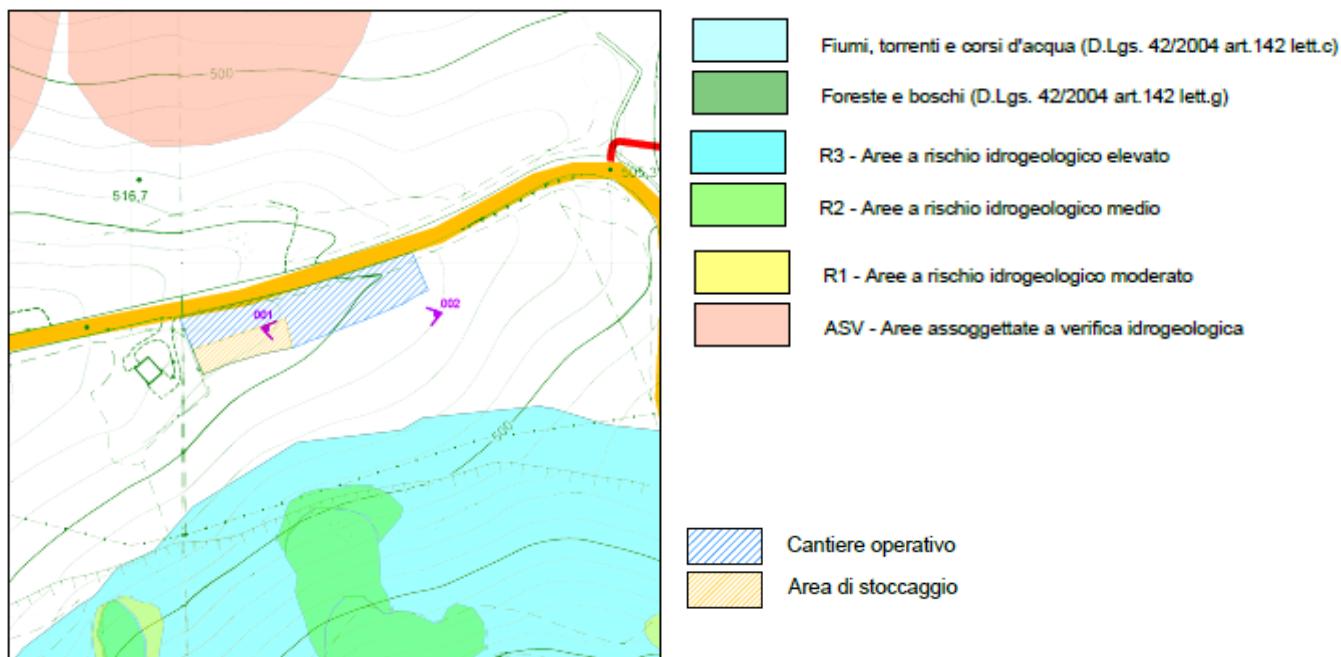 500
516,7
505,3
001
002
500
Fiumi, torrenti e corsi d'acqua (D.Lgs. 42/2004 art.142 lett.c)
Foreste e boschi (D.Lgs. 42/2004 art.142 lett.g)
R3 - Aree a rischio idrogeologico elevato
R2 - Aree a rischio idrogeologico medio
R1 - Aree a rischio idrogeologico moderato
ASV - Aree assoggettate a verifica idrogeologica
Cantiere operativo
Area di stoccaggio